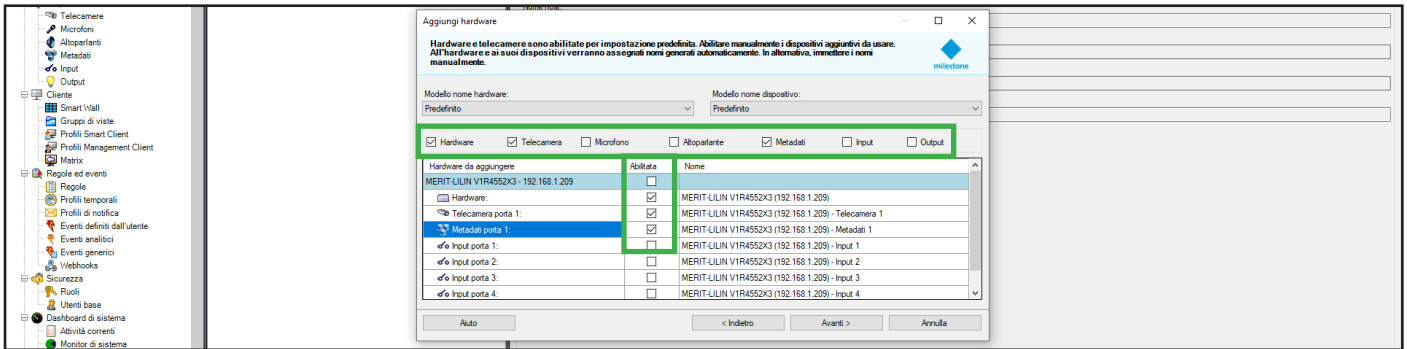 Telecamere
Microfoni
Altoparlanti
Metadati
Input
Output
Cliente
Smart Wall
Gruppi di viste
Profili Smart Client
Profili Management Client
Matrix
Regole ed eventi
Regole
Profili temporali
Profili di notifica
Eventi definiti dall'utente
Eventi analitici
Eventi generici
Webhooks
Sicurezza
Ruoli
Utenti base
Dashboard di sistema
Attività correnti
Monitor di sistema
Nome host:
Aggiungi hardware
Hardware e telecamere sono abilitate per impostazione predefinita. Abilitare manualmente i dispositivi aggiuntivi da usare.
All'hardware e ai suoi dispositivi verranno assegnati nomi generati automaticamente. In alternativa, immettere i nomi
manualmente.
milestone
Modello nome hardware: Modello nome dispositivo:
Predefinito Predefinito
Hardware Telecamera Microfono Altoparlante Metadati Input Output
Hardware da aggiungere Abilitata Nome
MERIT-LILIN V1R4552X3 - 192.168.1.209
Hardware: MERIT-LILIN V1R4552X3 (192.168.1.209)
Telecamera porta 1: MERIT-LILIN V1R4552X3 (192.168.1.209) - Telecamera 1
Metadati porta 1: MERIT-LILIN V1R4552X3 (192.168.1.209) - Metadati 1
Input porta 1: MERIT-LILIN V1R4552X3 (192.168.1.209) - Input 1
Input porta 2: MERIT-LILIN V1R4552X3 (192.168.1.209) - Input 2
Input porta 3: MERIT-LILIN V1R4552X3 (192.168.1.209) - Input 3
Input porta 4: MERIT-LILIN V1R4552X3 (192.168.1.209) - Input 4
Aiuto < Indietro Avanti > Annulla